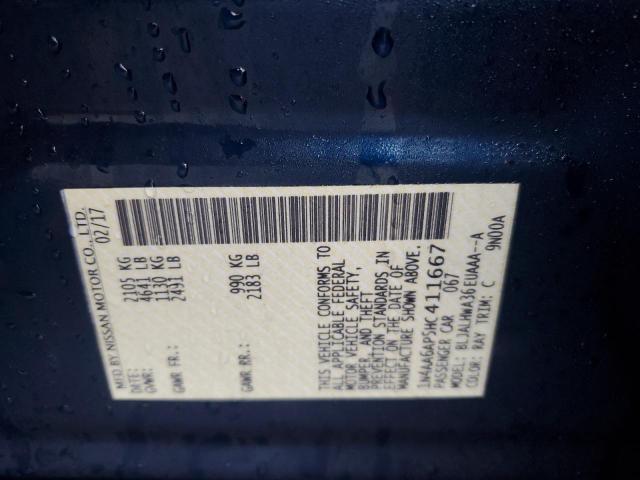 MFD.BY NISSAN MOTOR CO., LTD.
DATE: 02/17
GVWR: 2105 KG
4641 LB
GAWR FR: 1130 KG
2491 LB
GAWR RR: 990 KG
2183 LB
THIS VEHICLE CONFORMS TO
ALL APPLICABLE FEDERAL
MOTOR VEHICLE SAFETY,
BUMPER, AND THEFT
PREVENTION STANDARDS IN
EFFECT ON THE DATE OF
MANUFACTURE SHOWN ABOVE.
1N4AA6AP5HC411667
PASSENGER CAR 067
MODEL: BLJALHWA36EUAAA--A
COLOR: RAY TRIM: C 9N00A